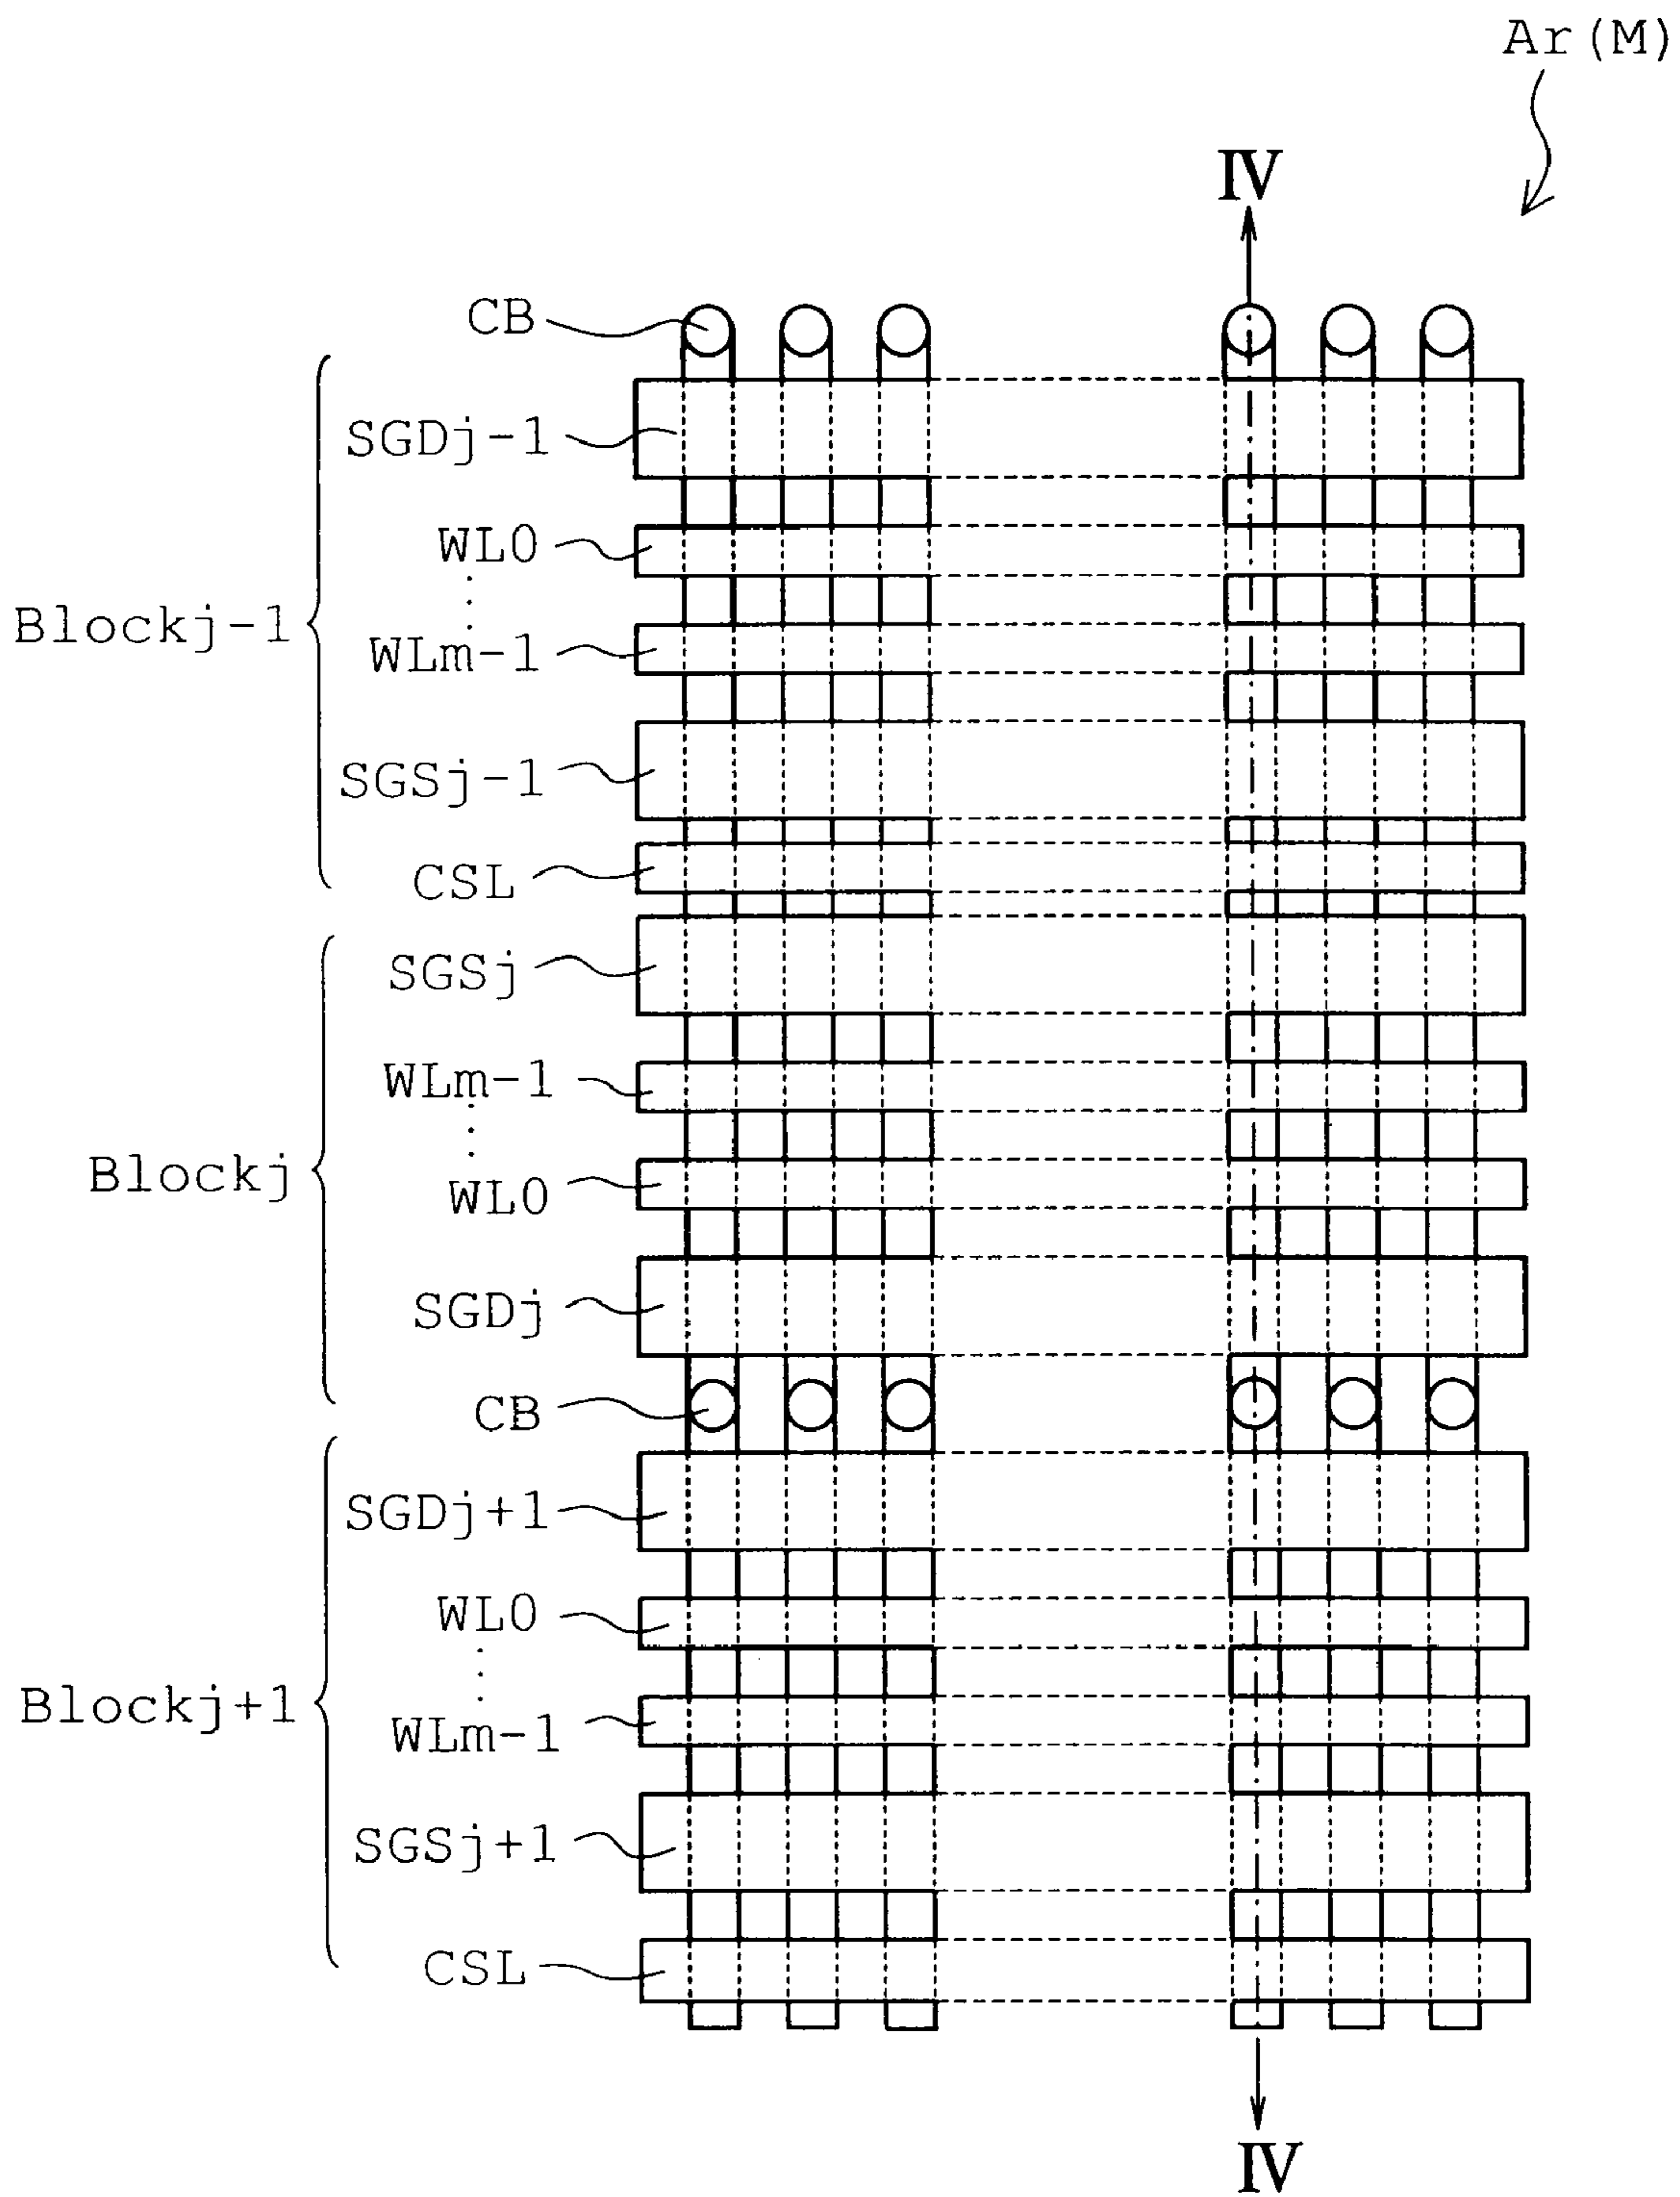 Ar(M)
IV
CB
SGDj-1
WL0
WLm-1
Blockj-1
SGSj-1
CSL
SGSj
WLm-1
Blockj
WL0
SGDj
CB
SGDj+1
WL0
Blockj+1
WLm-1
SGSj+1
CSL
IV